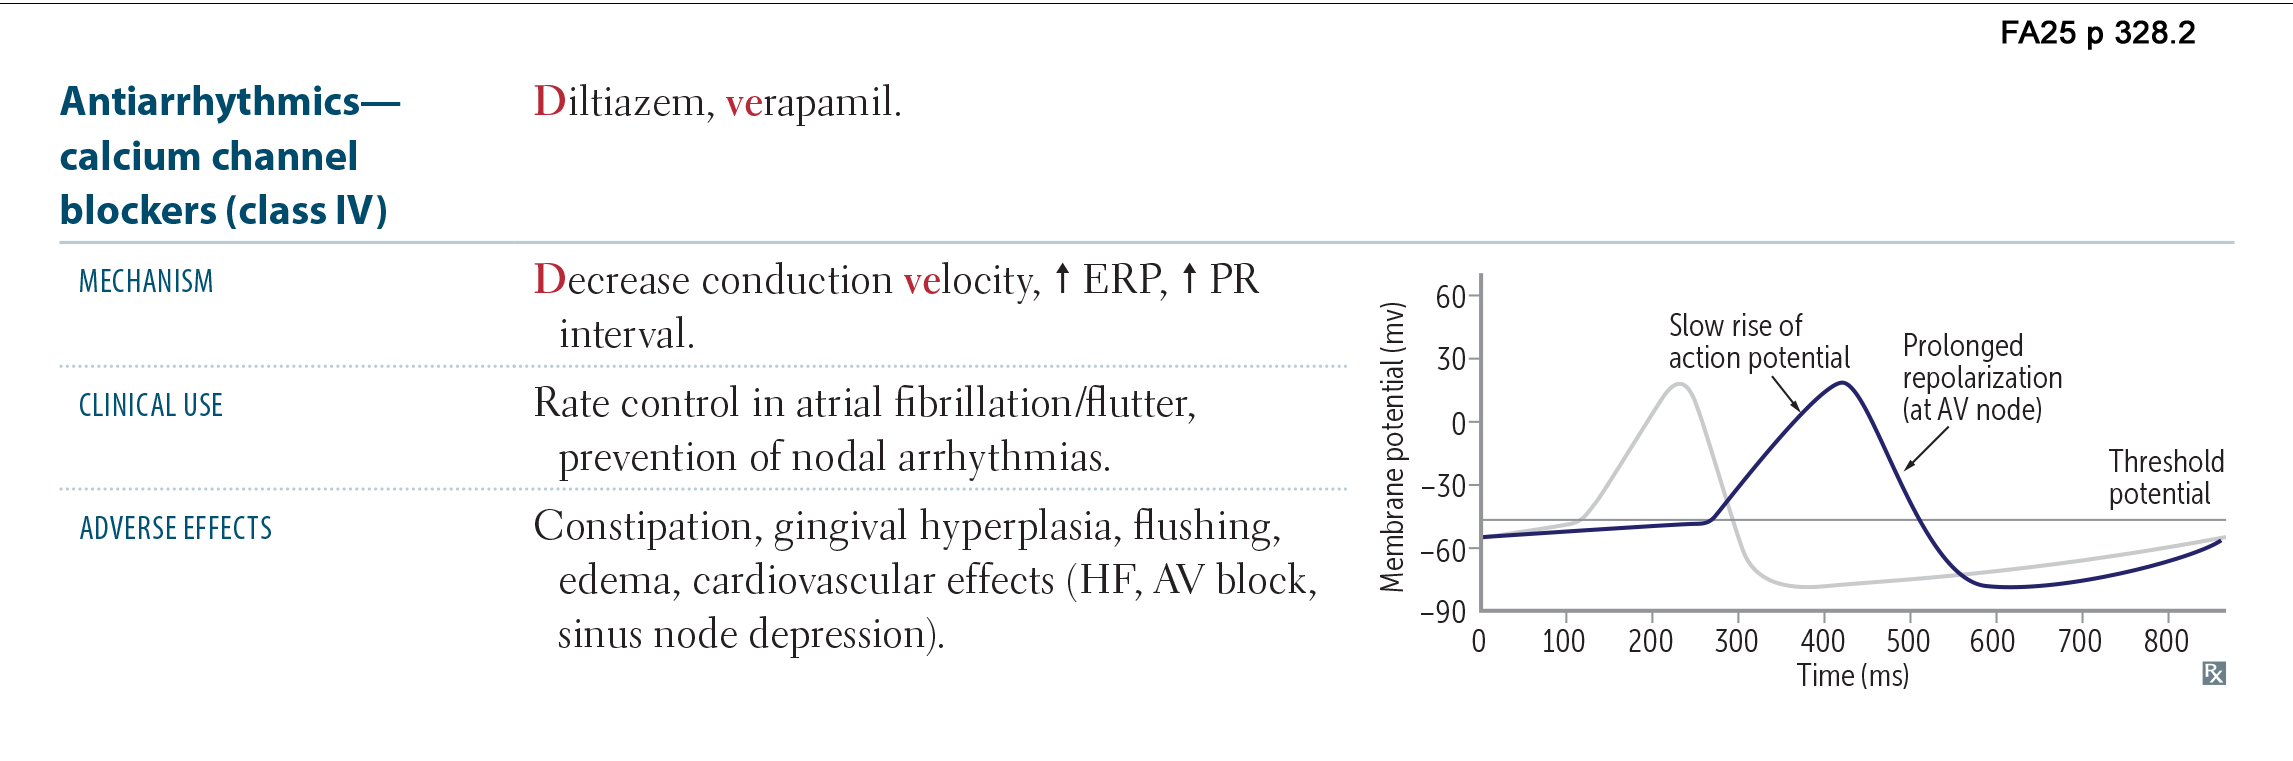 FA25 p 328.2
Antiarrhythmics—
calcium channel
blockers (class IV)
Diltiazem, verapamil.
MECHANISM
Decrease conduction velocity, ↑ ERP, ↑ PR
interval.
CLINICAL USE
Rate control in atrial fibrillation/flutter,
prevention of nodal arrhythmias.
ADVERSE EFFECTS
Constipation, gingival hyperplasia, flushing,
edema, cardiovascular effects (HF, AV block,
sinus node depression).
Membrane potential (mv)
60
30
0
–30
–60
–90
Slow rise of
action potential
Prolonged
repolarization
(at AV node)
Threshold
potential
0 100 200 300 400 500 600 700 800
Time (ms)
Rx